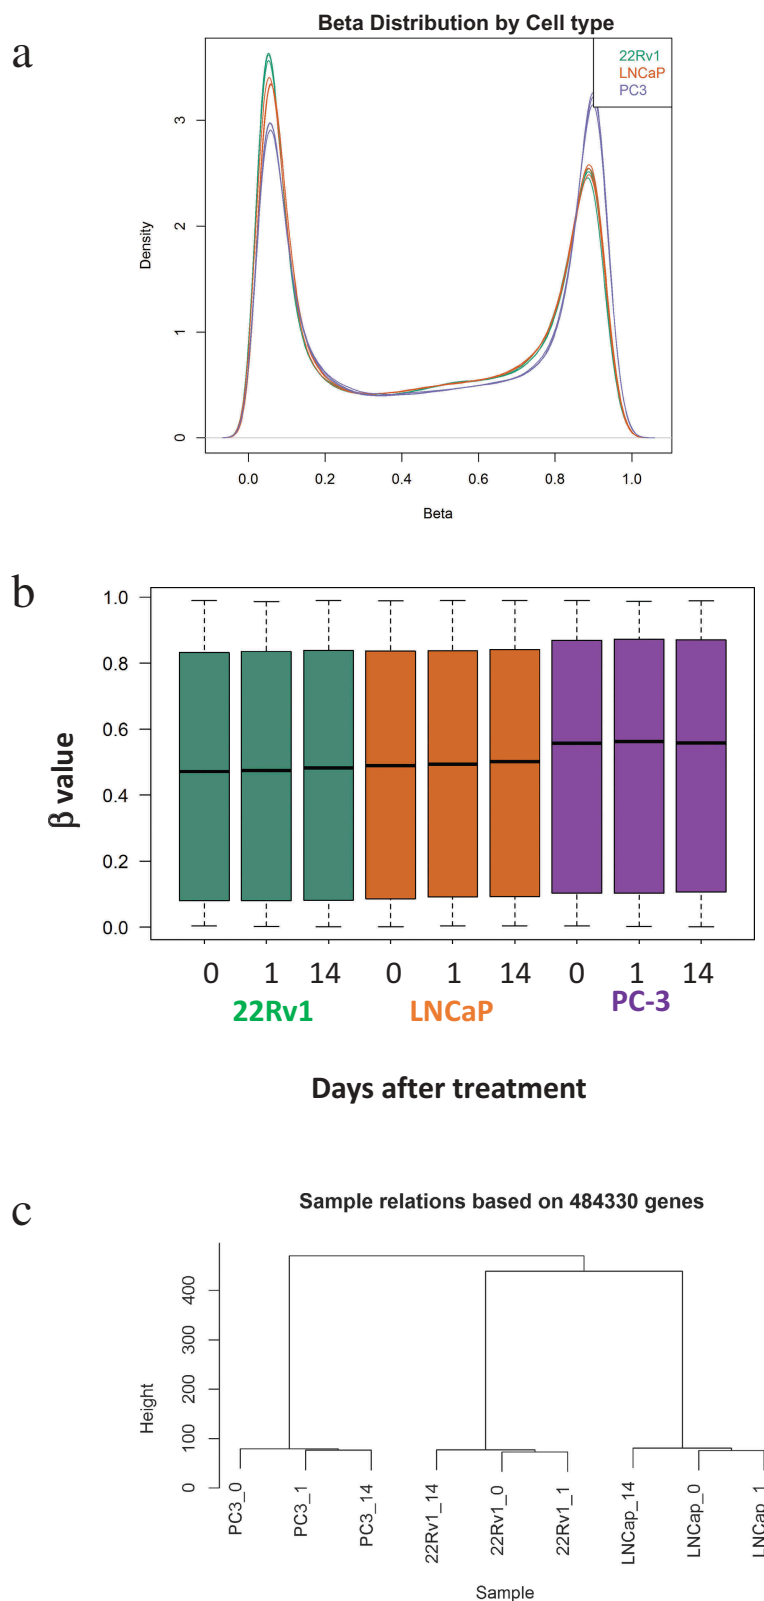 a
Beta Distribution by Cell type
22Rv1
LNCaP
PC3
Density
0
1
2
3
0.0 0.2 0.4 0.6 0.8 1.0
Beta
b
β value
1.0
0.8
0.6
0.4
0.2
0.0
0 1 14 0 1 14 0 1 14
22Rv1 LNCaP PC-3
Days after treatment
c
Sample relations based on 484330 genes
Height
0 100 200 300 400
PC3_0
PC3_1
PC3_14
22Rv1_14
22Rv1_0
22Rv1_1
LNCap_14
LNCap_0
LNCap_1
Sample